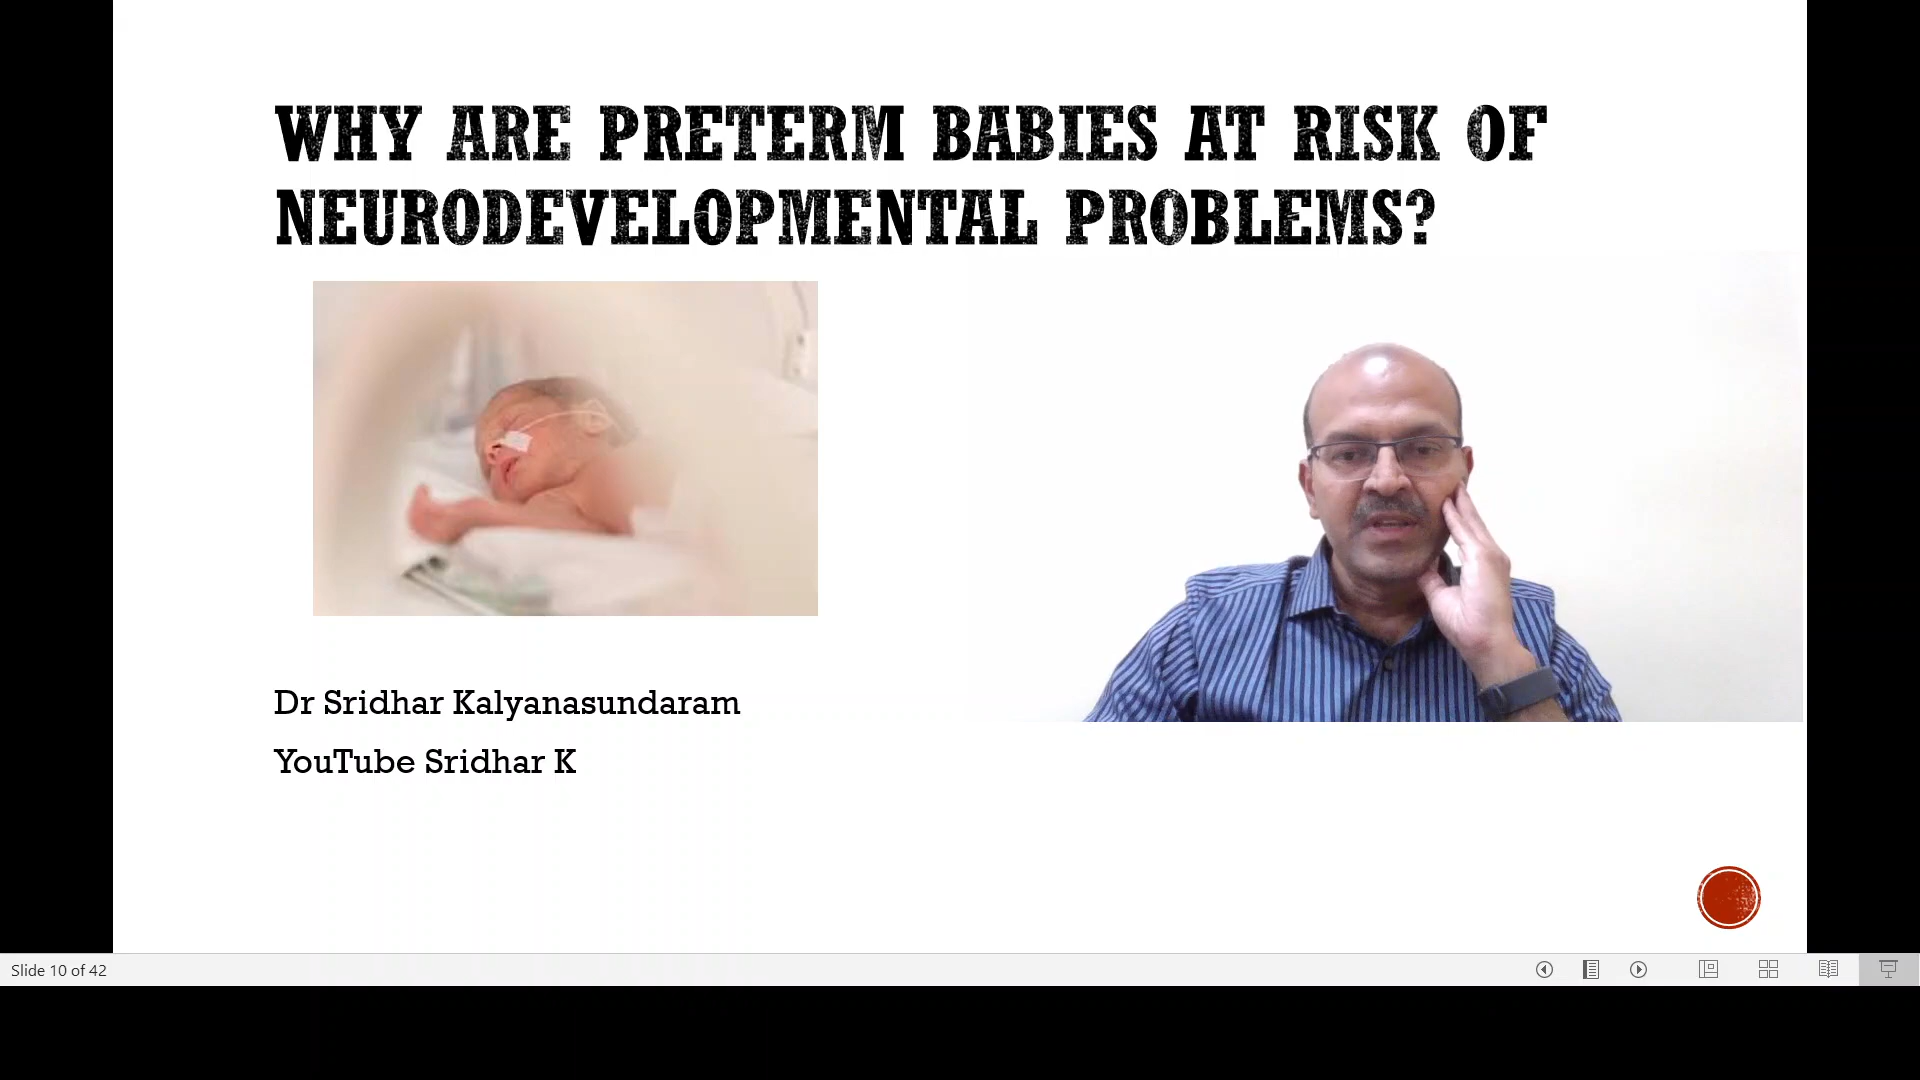 WHY ARE PRETERM BABIES AT RISK OF
NEURODEVELOPMENTAL PROBLEMS?
Dr Sridhar Kalyanasundaram
YouTube Sridhar K
Slide 10 of 42